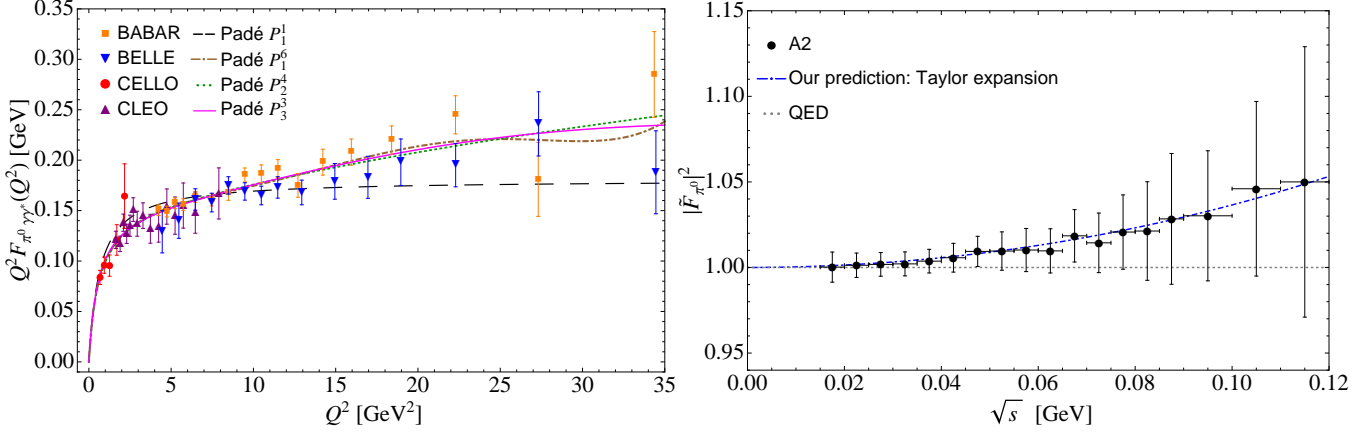 0.35
0.30
0.25
0.20
0.15
0.10
0.05
0.00
Q² F_{π⁰γγ*}(Q²) [GeV]
BABAR
BELLE
CELLO
CLEO
Padé P¹₁
Padé P⁶₁
Padé P⁴₂
Padé P³₃
0 5 10 15 20 25 30 35
Q² [GeV²]
1.15
1.10
1.05
1.00
0.95
|F̃_{π⁰}|²
A2
Our prediction: Taylor expansion
QED
0.00 0.02 0.04 0.06 0.08 0.10 0.12
√s [GeV]